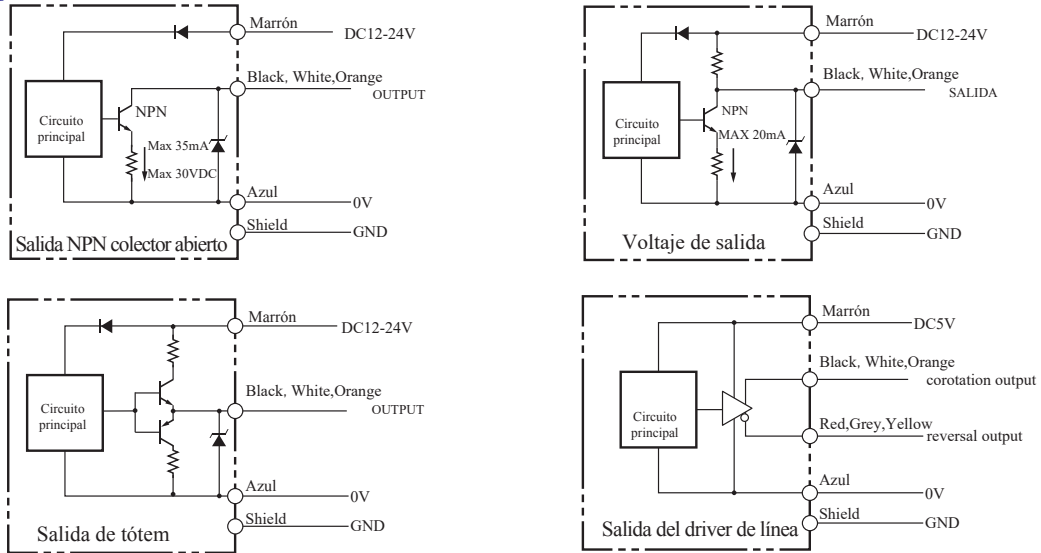 Marrón
DC12-24V
Black, White,Orange
OUTPUT
Circuito
principal
NPN
Max 35mA
Max 30VDC
Azul
0V
Shield
GND
Salida NPN colector abierto
Marrón
DC12-24V
Black, White,Orange
SALIDA
Circuito
principal
NPN
MAX 20mA
Azul
0V
Shield
GND
Voltaje de salida
Marrón
DC12-24V
Black, White,Orange
OUTPUT
Circuito
principal
Azul
0V
Shield
GND
Salida de tótem
Marrón
DC5V
Black, White,Orange
corotation output
Circuito
principal
Red,Grey,Yellow
reversal output
Azul
0V
Shield
GND
Salida del driver de línea